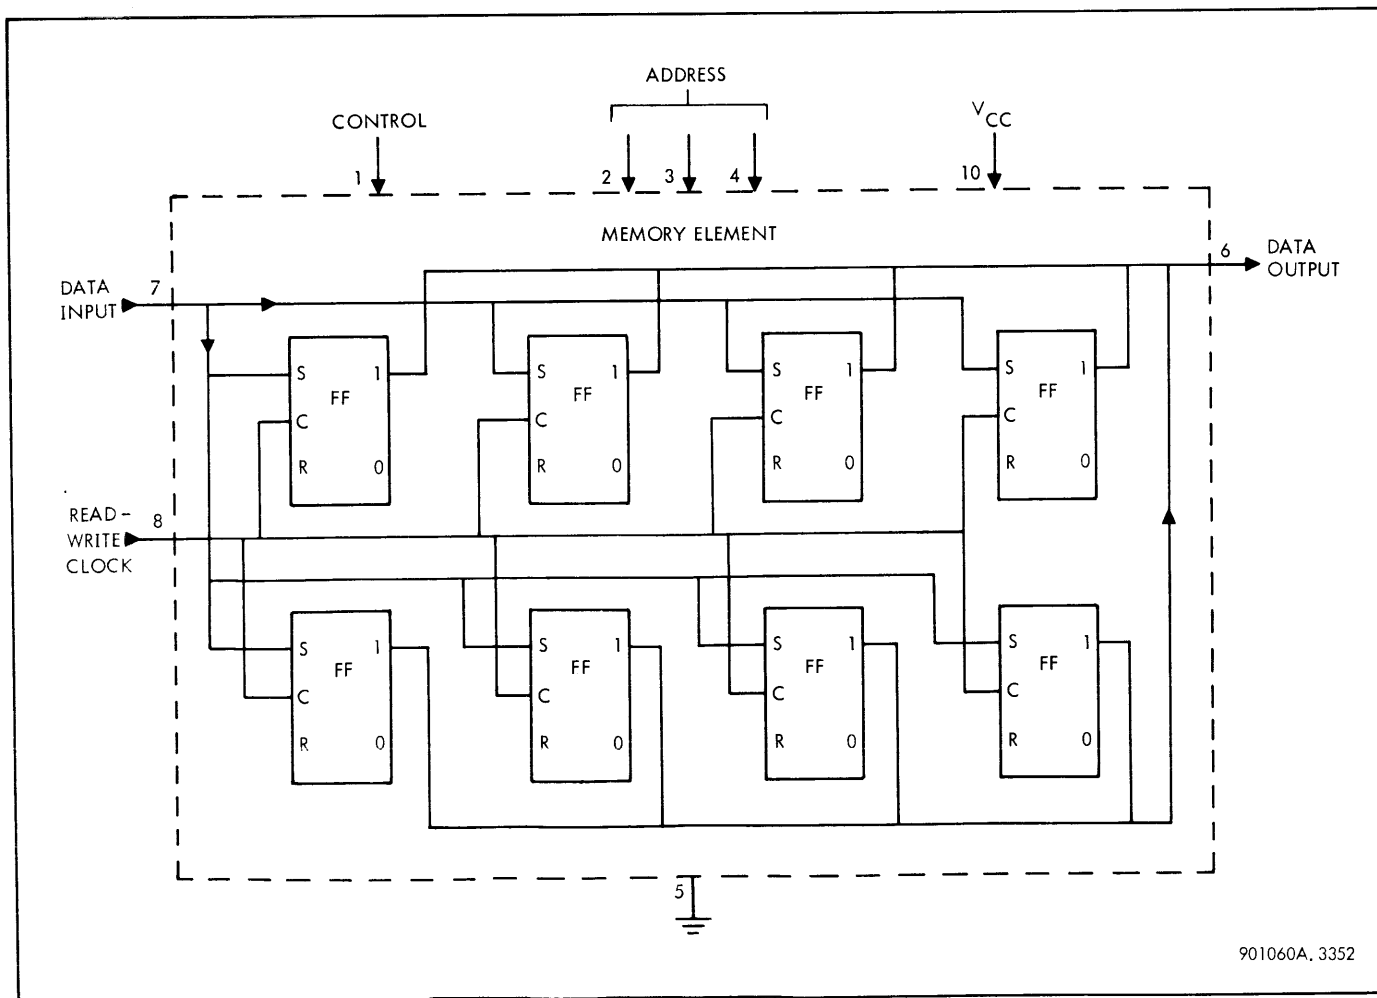 ADDRESS
CONTROL
VCC
1
2
3
4
10
MEMORY ELEMENT
6
DATA
OUTPUT
DATA
INPUT
7
S 1
FF
C
R 0
S 1
FF
C
R 0
S 1
FF
C
R 0
S 1
FF
C
R 0
READ-
WRITE
CLOCK
8
S 1
FF
C
R 0
S 1
FF
C
R 0
S 1
FF
C
R 0
S 1
FF
C
R 0
5
901060A. 3352